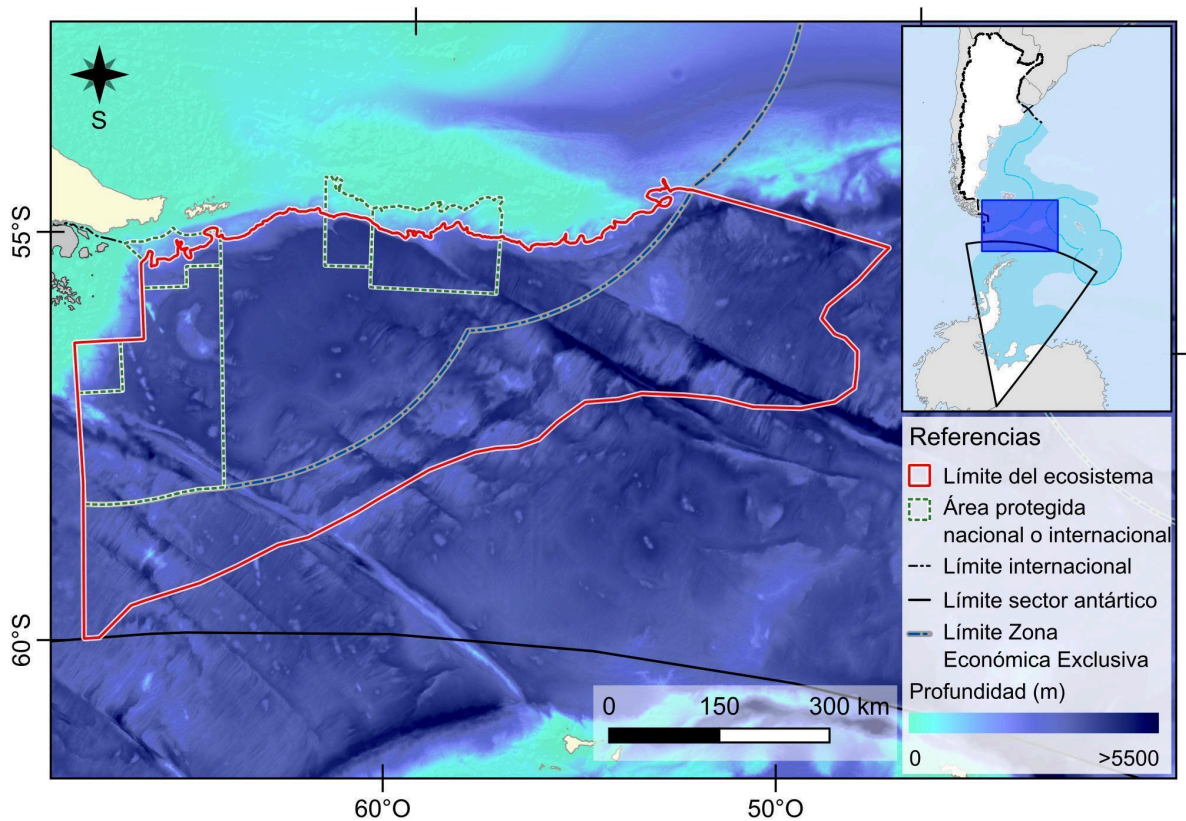 S
55°S
60°S
60°O
50°O
0 150 300 km
Referencias
Límite del ecosistema
Área protegida
nacional o internacional
Límite internacional
Límite sector antártico
Límite Zona
Económica Exclusiva
Profundidad (m)
0 >5500